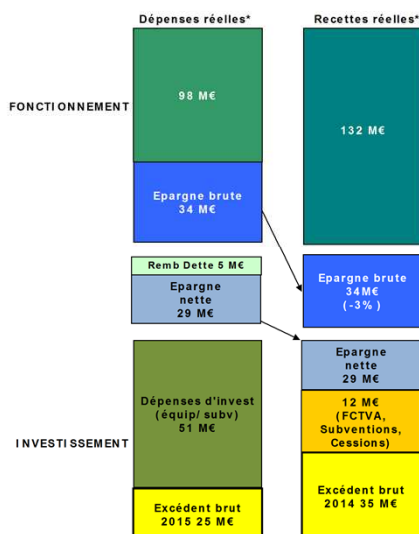 Dépenses réelles*
Recettes réelles*
FONCTIONNEMENT
98 M€
132 M€
Epargne brute
34 M€
Remb Dette 5 M€
Epargne
nette
29 M€
Epargne brute
34M€
(-3% )
Epargne
nette
29 M€
Dépenses d'invest
(équip/ subv)
51 M€
12 M€
(FCTVA,
Subventions,
Cessions)
INVESTISSEMENT
Excédent brut
2015 25 M€
Excédent brut
2014 35 M€